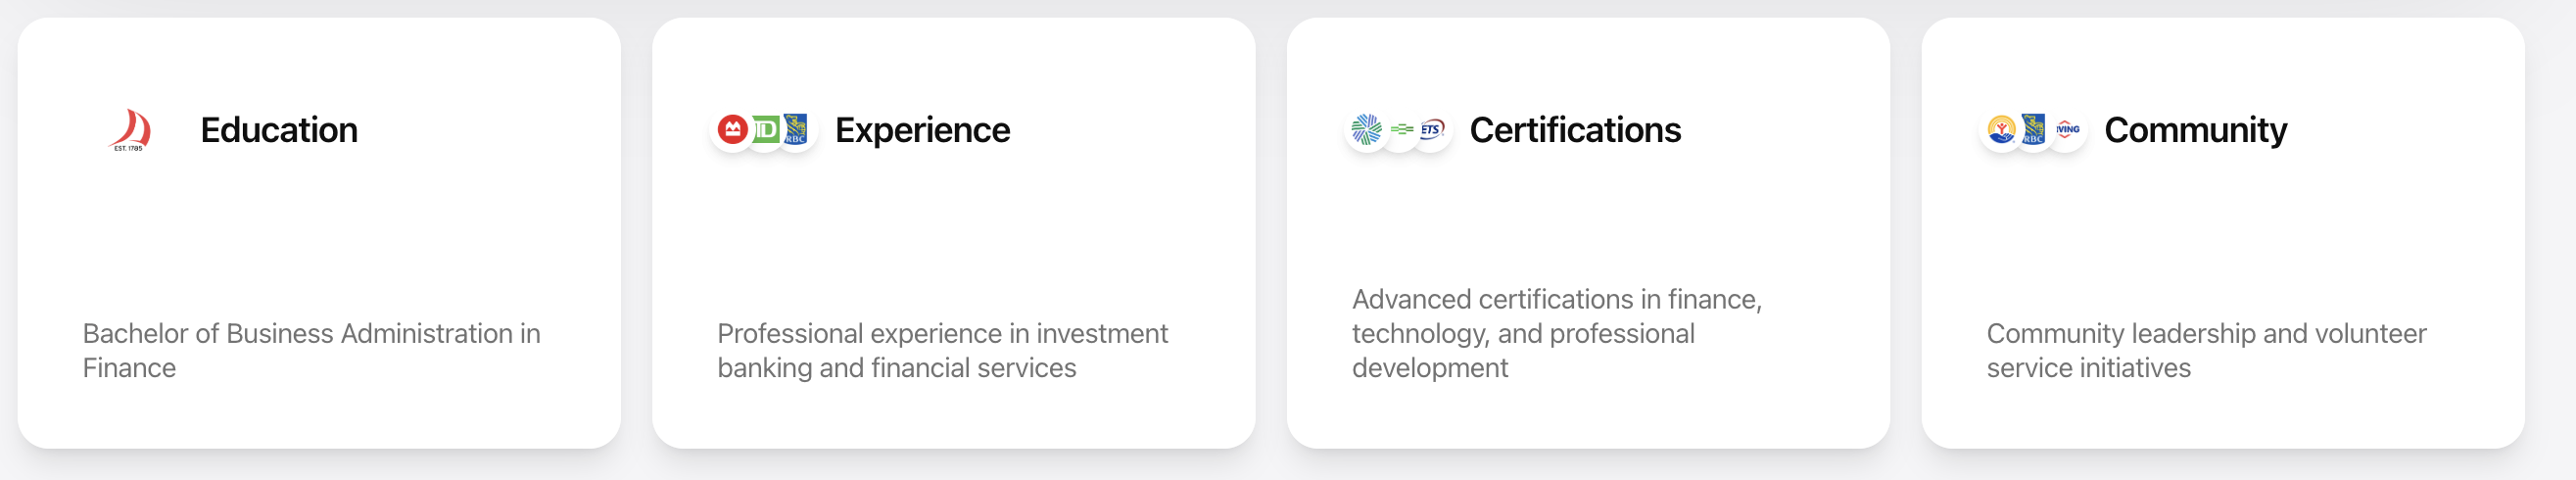 EST. 1785
Education
Bachelor of Business Administration in
Finance
TD
RBC
Experience
Professional experience in investment
banking and financial services
ETS
Certifications
Advanced certifications in finance,
technology, and professional
development
RBC
VING
Community
Community leadership and volunteer
service initiatives